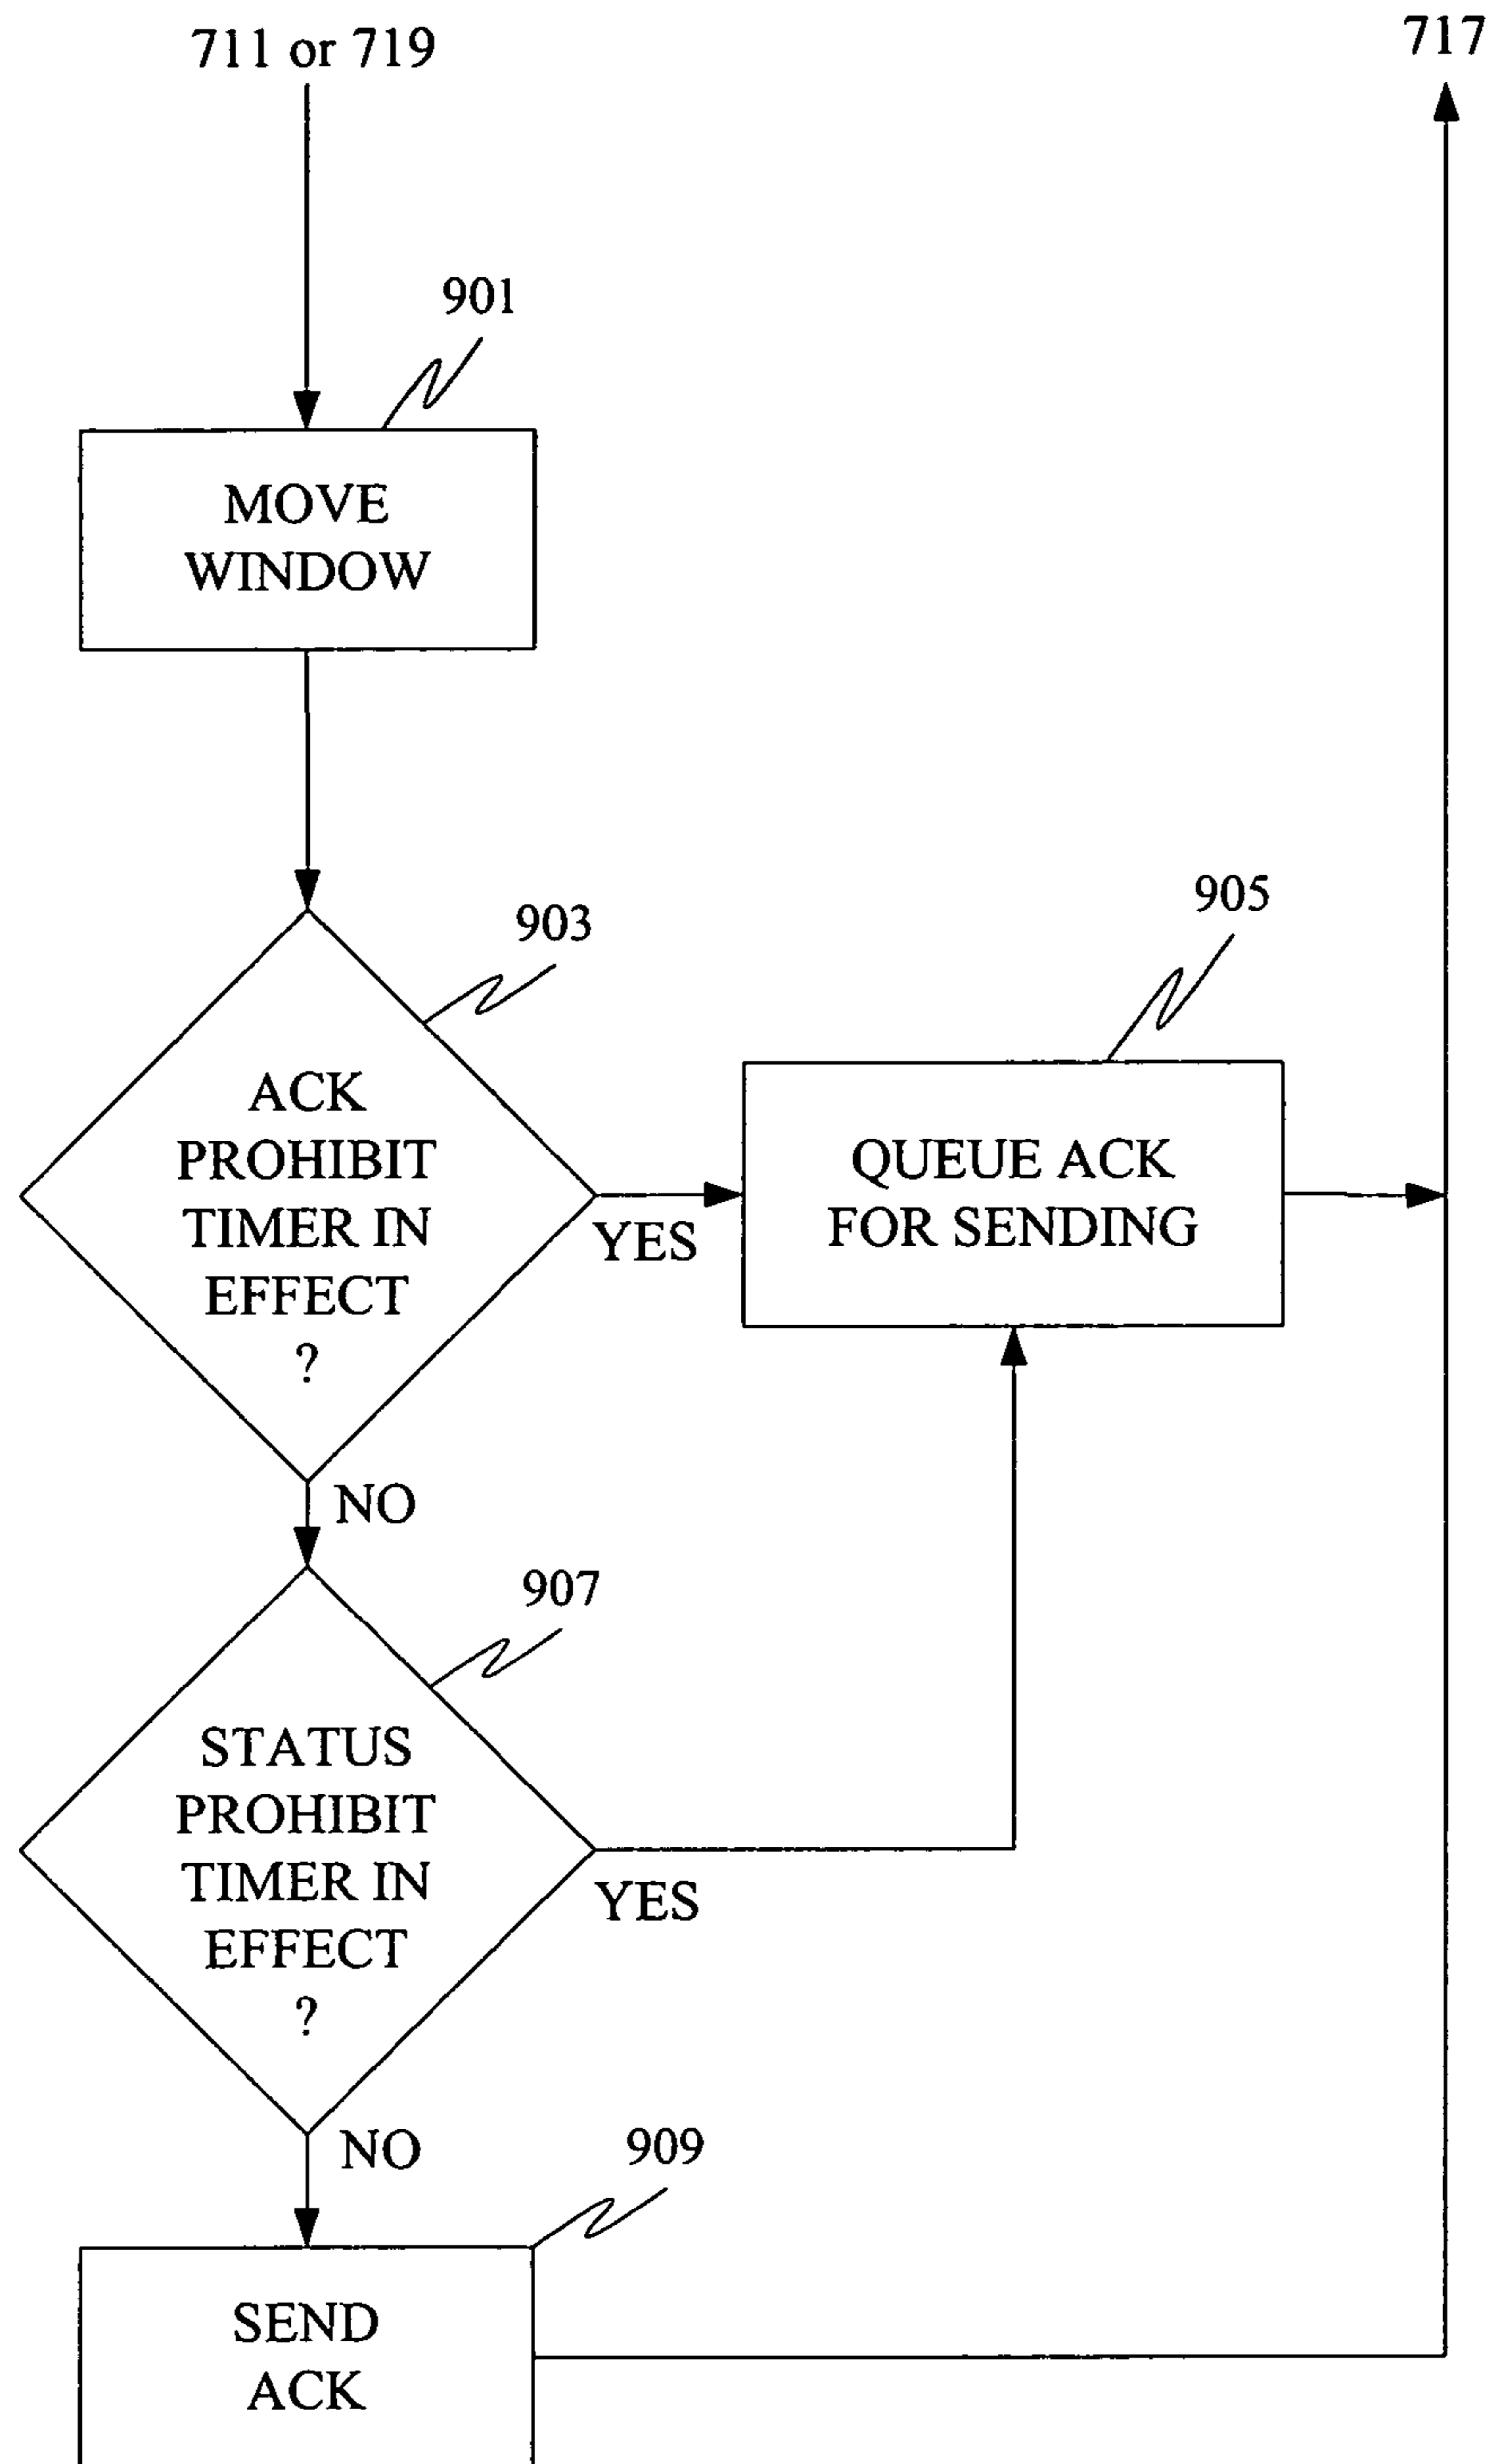 711 or 719
717
901
MOVE
WINDOW
903
ACK
PROHIBIT
TIMER IN
EFFECT
?
YES
NO
905
QUEUE ACK
FOR SENDING
907
STATUS
PROHIBIT
TIMER IN
EFFECT
?
YES
NO
909
SEND
ACK